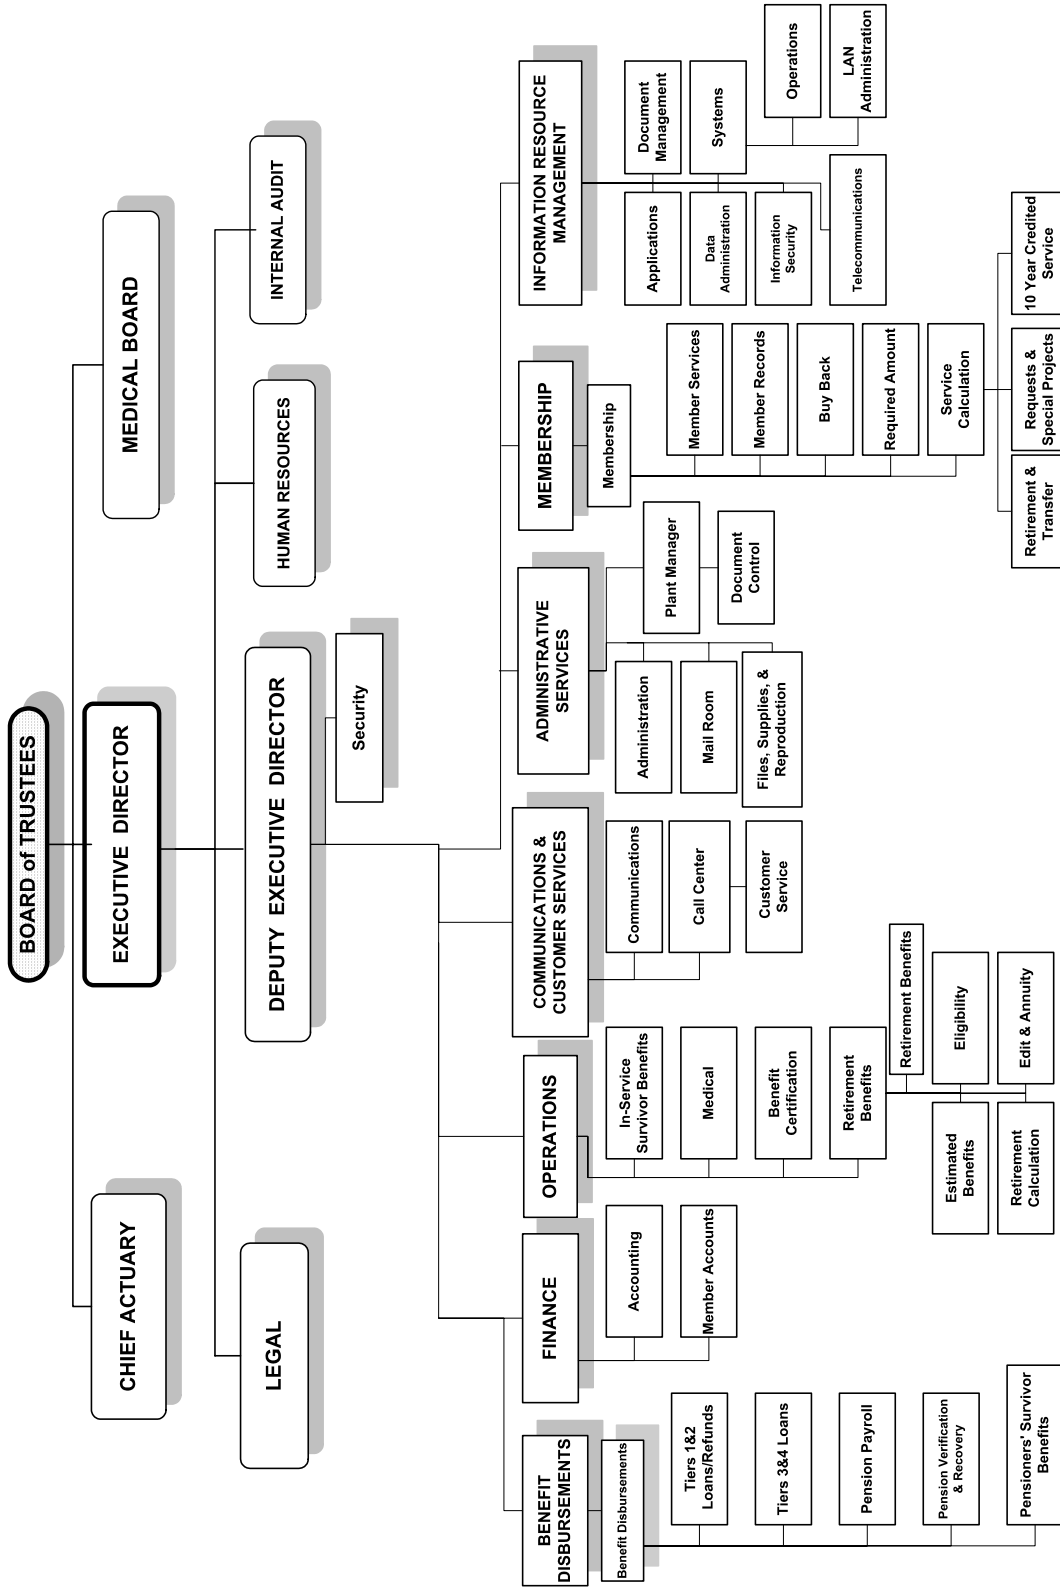 BOARD of TRUSTEES
CHIEF ACTUARY
EXECUTIVE DIRECTOR
MEDICAL BOARD
LEGAL
DEPUTY EXECUTIVE DIRECTOR
HUMAN RESOURCES
INTERNAL AUDIT
Security
BENEFIT
DISBURSEMENTS
Benefit Disbursements
Tiers 1&2
Loans/Refunds
Tiers 3&4 Loans
Pension Payroll
Pension Verification
& Recovery
Pensioners' Survivor
Benefits
FINANCE
Accounting
Member Accounts
OPERATIONS
In-Service
Survivor Benefits
Medical
Benefit
Certification
Retirement
Benefits
Retirement Benefits
Estimated
Benefits
Eligibility
Retirement
Calculation
Edit & Annuity
COMMUNICATIONS &
CUSTOMER SERVICES
Communications
Call Center
Customer
Service
ADMINISTRATIVE
SERVICES
Administration
Plant Manager
Mail Room
Document
Control
Files, Supplies, &
Reproduction
MEMBERSHIP
Membership
Member Services
Member Records
Buy Back
Required Amount
Service
Calculation
Retirement &
Transfer
Requests &
Special Projects
10 Year Credited
Service
INFORMATION RESOURCE
MANAGEMENT
Applications
Document
Management
Data
Administration
Systems
Information
Security
Operations
Telecommunications
LAN
Administration